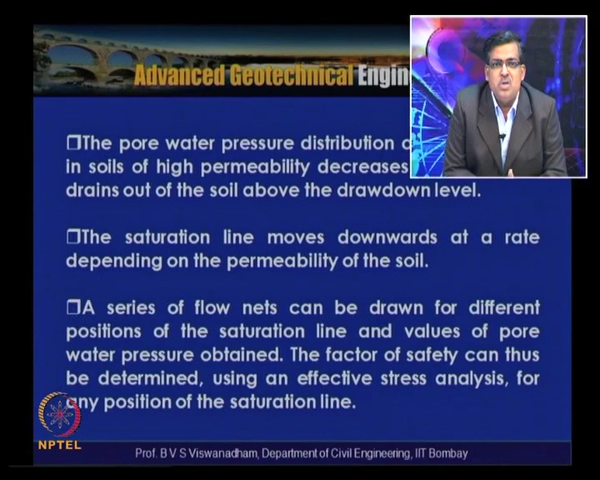 Advanced Geotechnical Engin
❒The pore water pressure distribution
in soils of high permeability decreases
drains out of the soil above the drawdown level.
❒The saturation line moves downwards at a rate
depending on the permeability of the soil.
❒A series of flow nets can be drawn for different
positions of the saturation line and values of pore
water pressure obtained. The factor of safety can thus
be determined, using an effective stress analysis, for
any position of the saturation line.
NPTEL
Prof. B V S Viswanadham, Department of Civil Engineering, IIT Bombay